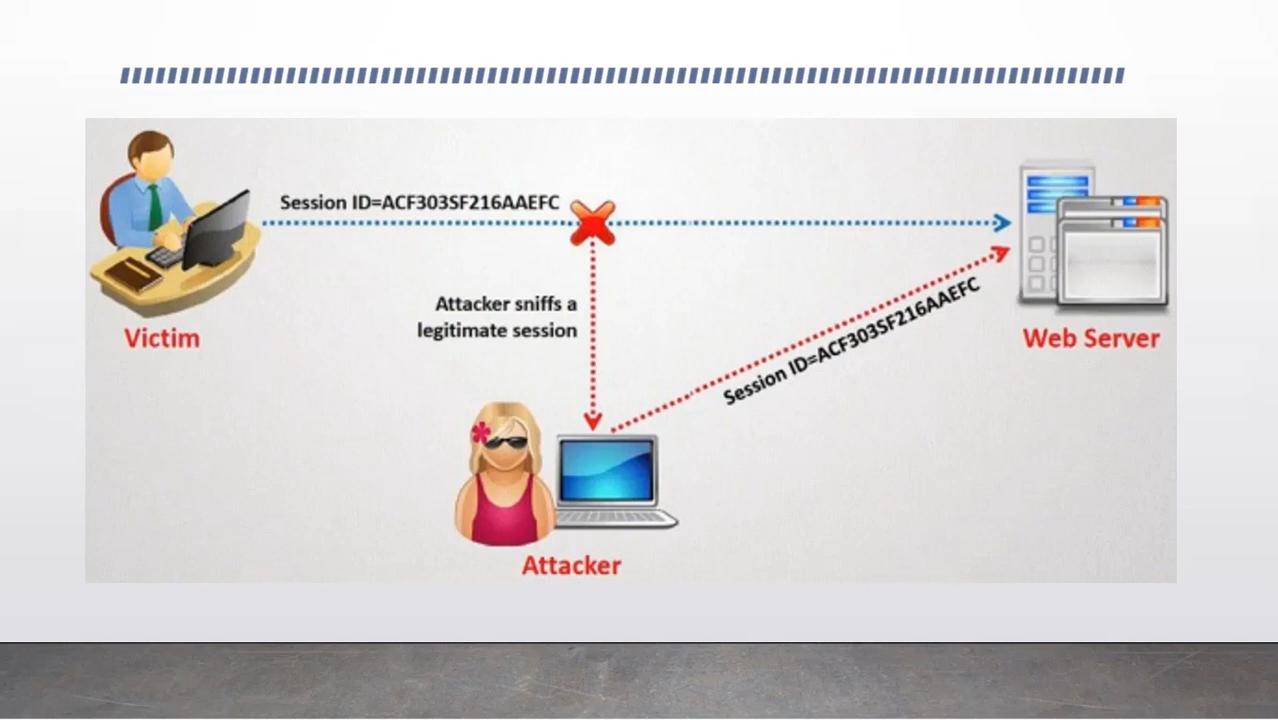 Session ID=ACF303SF216AAEFC
Attacker sniffs a
legitimate session
Victim
Session ID=ACF303SF216AAEFC
Web Server
Attacker